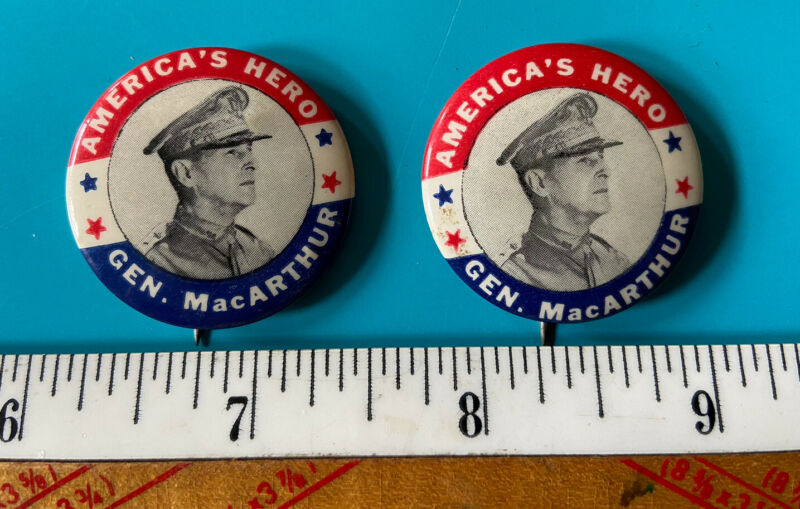 AMERICA'S HERO
GEN. MacARTHUR
AMERICA'S HERO
GEN. MacARTHUR
6 7 8 9